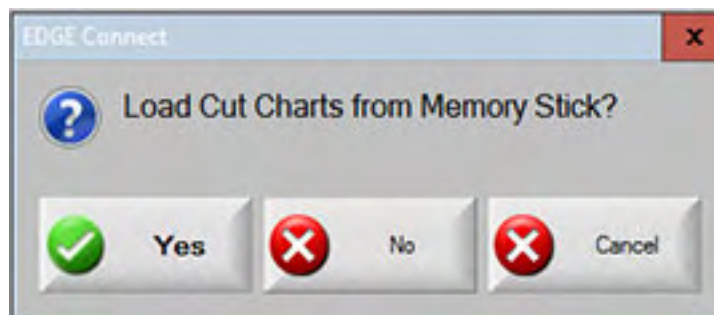 EDGE Connect
x
Load Cut Charts from Memory Stick?
Yes
No
Cancel